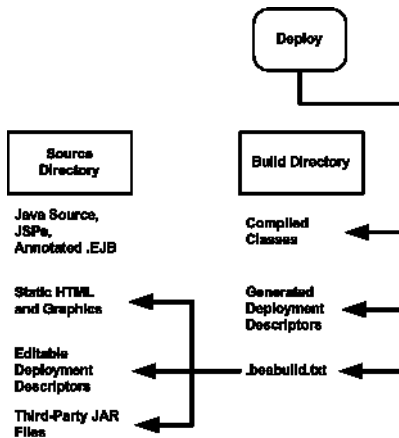 Deploy
Source
Directory
Build Directory
Java Source,
JSPs,
Annotated .EJB
Compiled
Classes
Static HTML
and Graphics
Generated
Deployment
Descriptors
Editable
Deployment
Descriptors
.beabuild.txt
Third-Party JAR
Files